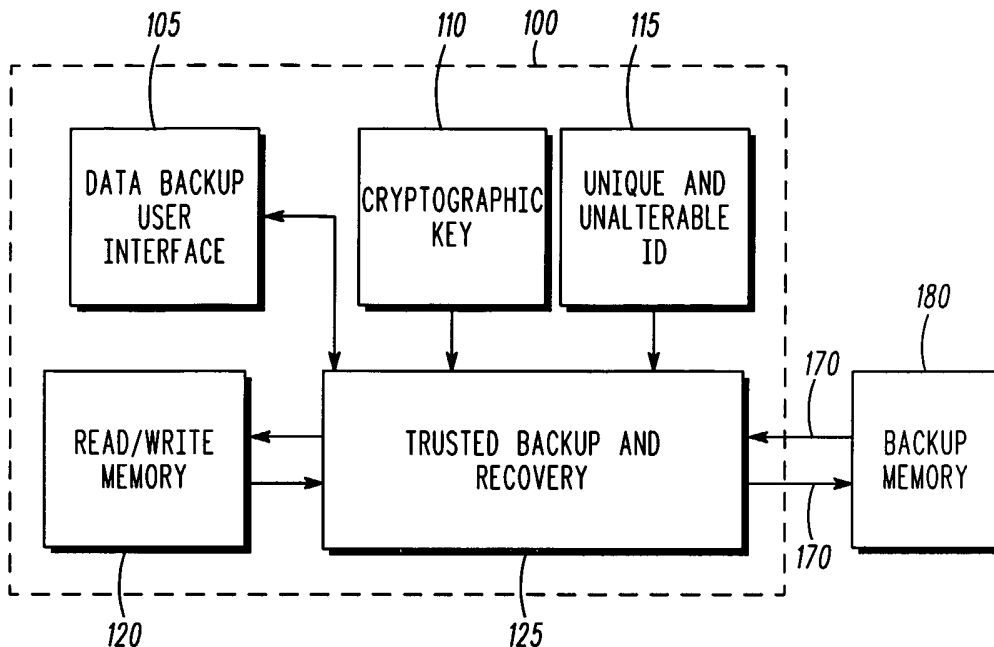 105
110
100
115
DATA BACKUP
USER
INTERFACE
CRYPTOGRAPHIC
KEY
UNIQUE AND
UNALTERABLE
ID
180
170
READ/WRITE
MEMORY
TRUSTED BACKUP AND
RECOVERY
BACKUP
MEMORY
170
120
125